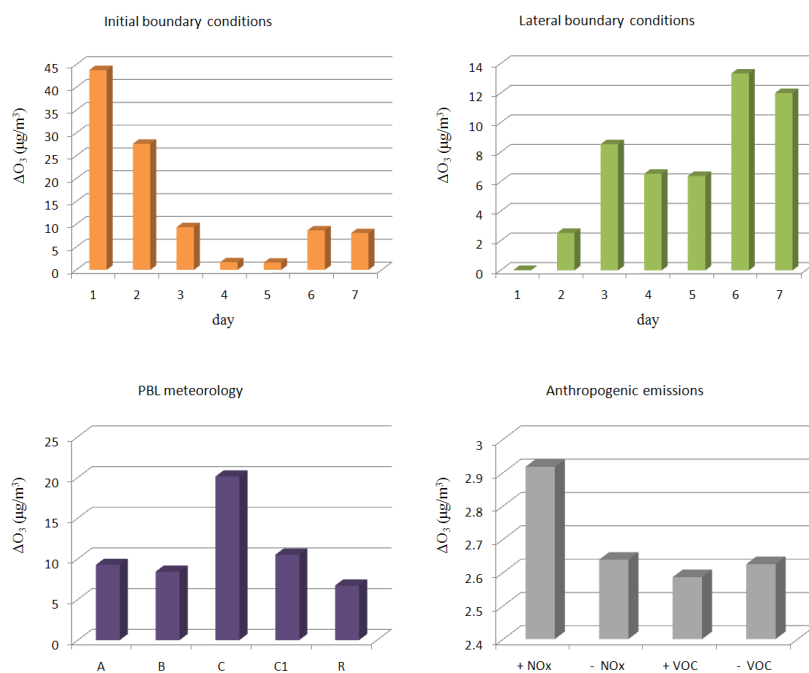 Initial boundary conditions
ΔO₃ (µg/m³)
45
40
35
30
25
20
15
10
5
0
1 2 3 4 5 6 7
day
Lateral boundary conditions
ΔO₃ (µg/m³)
14
12
10
8
6
4
2
0
1 2 3 4 5 6 7
day
PBL meteorology
ΔO₃ (µg/m³)
25
20
15
10
5
0
A B C C1 R
Anthropogenic emissions
ΔO₃ (µg/m³)
3
2.9
2.8
2.7
2.6
2.5
2.4
+ NOx - NOx + VOC - VOC